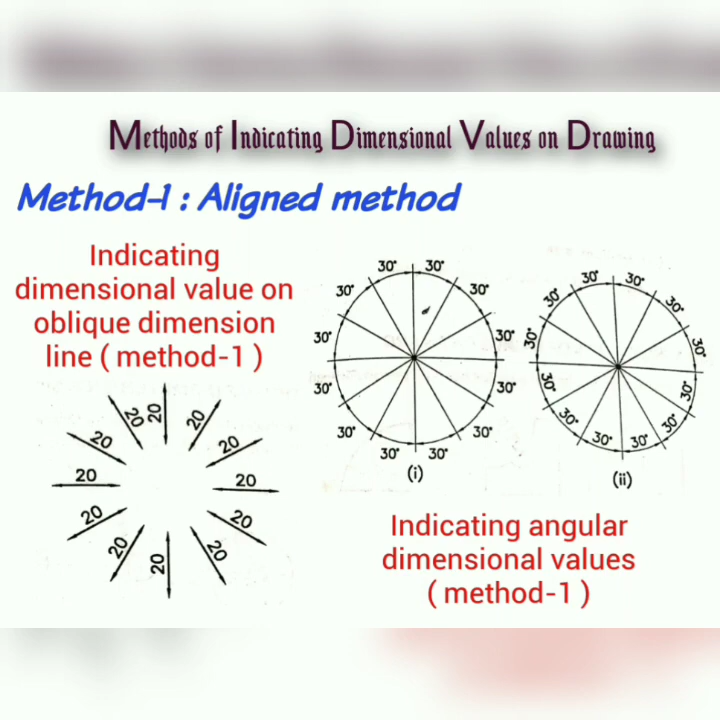 Methods of Indicating Dimensional Values on Drawing
Method-1 : Aligned method
Indicating
dimensional value on
oblique dimension
line ( method-1 )
20
20
20
20
20
20
20
20
20
20
20
20
30° 30°
30° 30°
30° 30°
30° 30°
30° 30°
30° 30°
(i)
30° 30°
30° 30°
30° 30°
30° 30°
30° 30°
30° 30°
(ii)
Indicating angular
dimensional values
( method-1 )